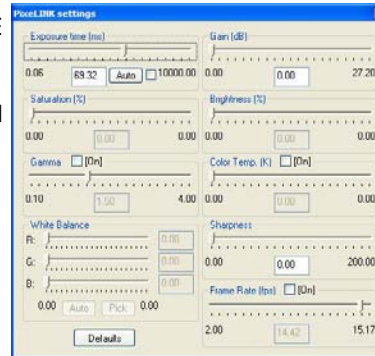 PixeLINK settings
Exposure time (ms)
0.06 69.32 Auto 10000.00
Gain (dB)
0.00 0.00 27.20
Saturation (%)
0.00 0.00 0.00
Brightness (%)
0.00 0.00 0.00
Gamma [On]
0.10 1.50 4.00
Color Temp. (K) [On]
0.00 0.00 0.00
White Balance
R: 0.00
G: 0.00
B: 0.00
0.00 Auto Pick 0.00
Sharpness
0.00 0.00 200.00
Frame Rate (fps) [On]
2.00 14.42 15.17
Defaults